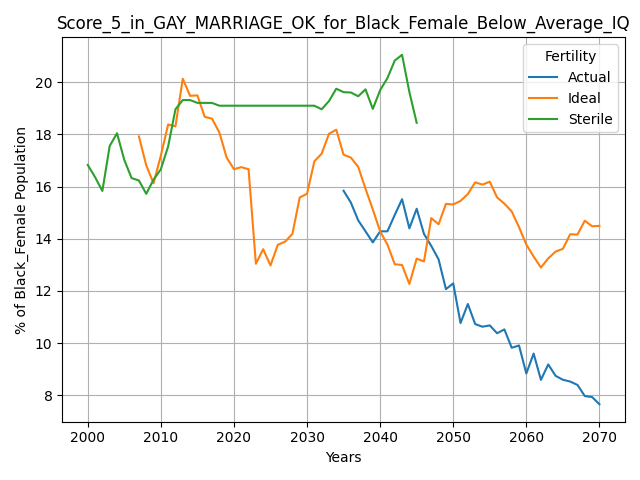 Score_5_in_GAY_MARRIAGE_OK_for_Black_Female_Below_Average_IQ
Fertility
Actual
Ideal
Sterile
% of Black_Female Population
20
18
16
14
12
10
8
2000 2010 2020 2030 2040 2050 2060 2070
Years